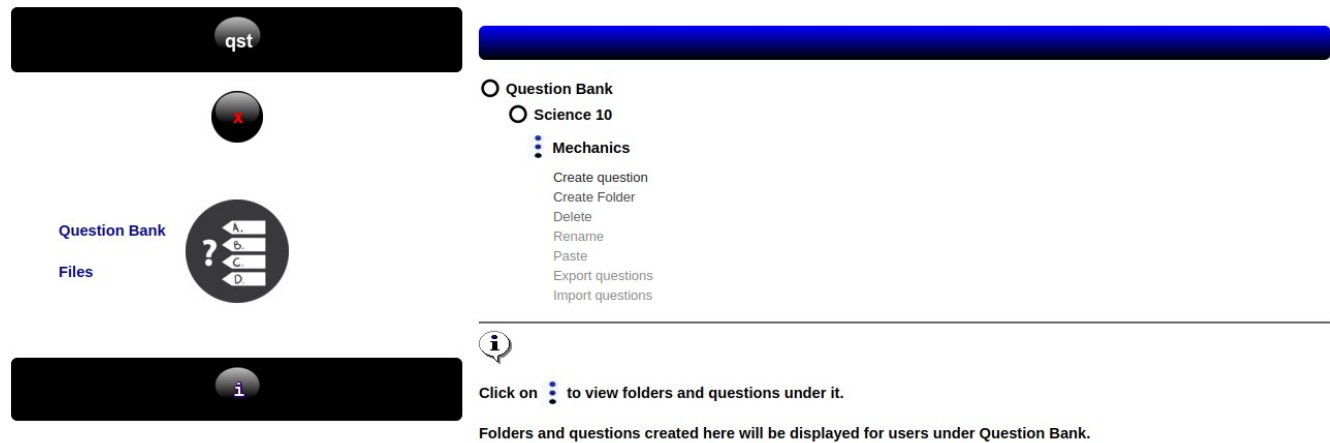 qst
x
Question Bank
Files
?
A.
B.
C.
D.
i
Question Bank
Science 10
Mechanics
Create question
Create Folder
Delete
Rename
Paste
Export questions
Import questions
i
Click on to view folders and questions under it.
Folders and questions created here will be displayed for users under Question Bank.